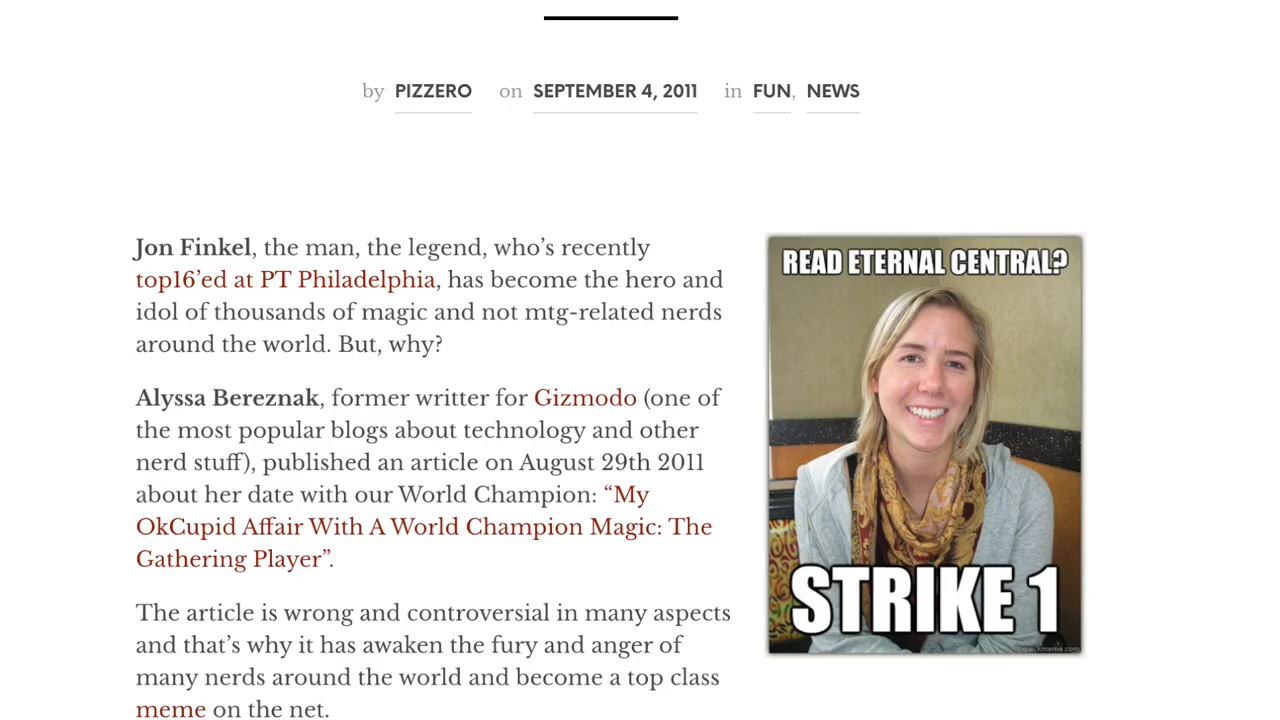 by PIZZERO on SEPTEMBER 4, 2011 in FUN, NEWS
Jon Finkel, the man, the legend, who's recently
top16'ed at PT Philadelphia, has become the hero and
idol of thousands of magic and not mtg-related nerds
around the world. But, why?
Alyssa Bereznak, former writter for Gizmodo (one of
the most popular blogs about technology and other
nerd stuff), published an article on August 29th 2011
about her date with our World Champion: “My
OkCupid Affair With A World Champion Magic: The
Gathering Player”.
The article is wrong and controversial in many aspects
and that's why it has awaken the fury and anger of
many nerds around the world and become a top class
meme on the net.
READ ETERNAL CENTRAL?
STRIKE 1
quickmeme.com